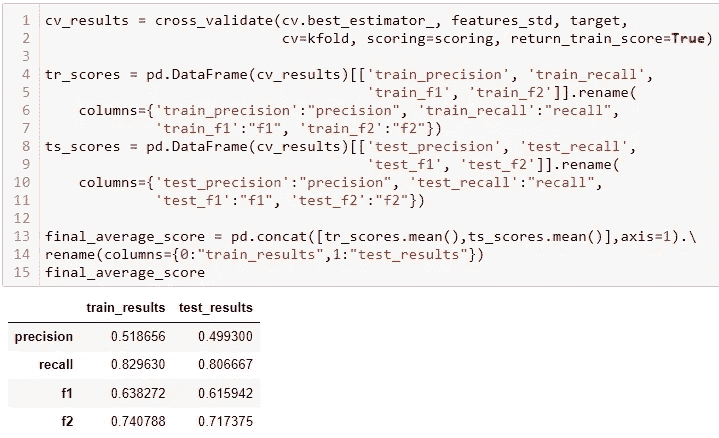 1 cv_results = cross_validate(cv.best_estimator_, features_std, target,
2                             cv=kfold, scoring=scoring, return_train_score=True)
3
4 tr_scores = pd.DataFrame(cv_results)[['train_precision', 'train_recall',
5                                       'train_f1', 'train_f2']].rename(
6     columns={'train_precision':"precision", 'train_recall':"recall",
7              'train_f1':"f1", 'train_f2':"f2"})
8 ts_scores = pd.DataFrame(cv_results)[['test_precision', 'test_recall',
9                                       'test_f1', 'test_f2']].rename(
10     columns={'test_precision':"precision", 'test_recall':"recall",
11              'test_f1':"f1", 'test_f2':"f2"})
12
13 final_average_score = pd.concat([tr_scores.mean(),ts_scores.mean()],axis=1).\
14 rename(columns={0:"train_results",1:"test_results"})
15 final_average_score
train_results test_results
precision 0.518656 0.499300
recall 0.829630 0.806667
f1 0.638272 0.615942
f2 0.740788 0.717375